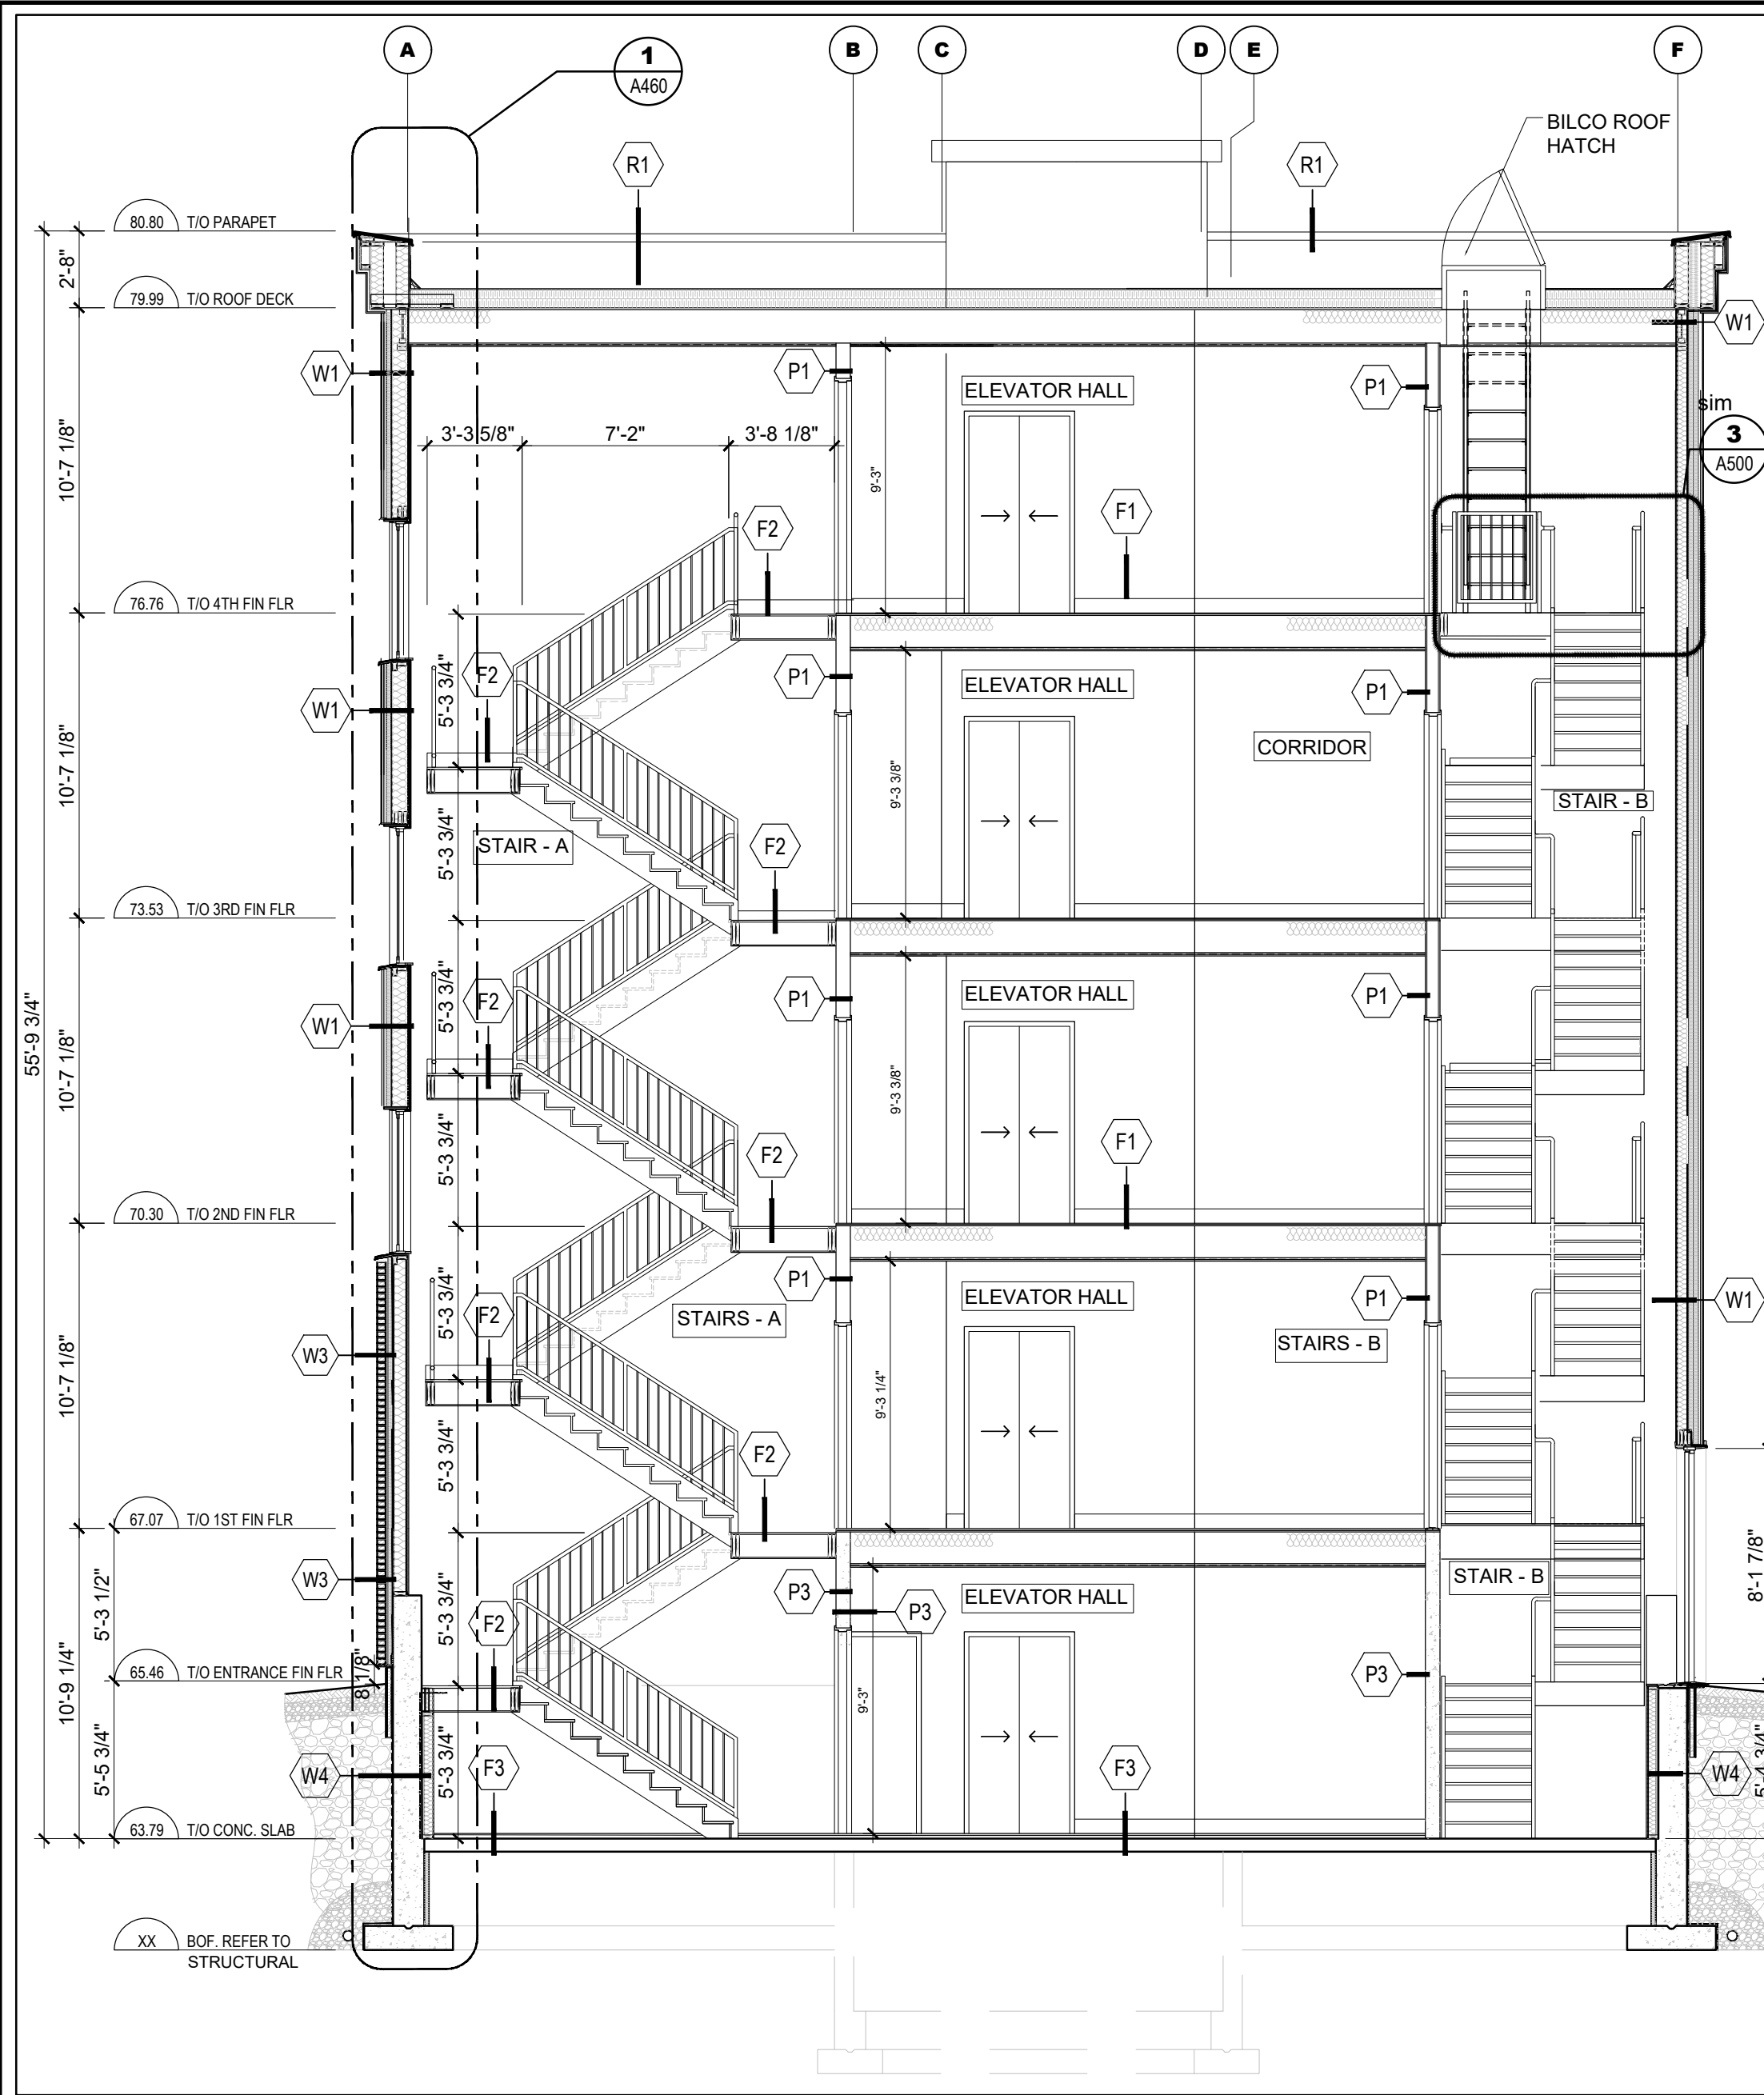 A
B
C
D
E
F
1
A460
BILCO ROOF
HATCH
R1
R1
80.80 T/O PARAPET
2'-8"
79.99 T/O ROOF DECK
W1
W1
P1
P1
ELEVATOR HALL
sim
3
A500
3'-3 5/8"
7'-2"
3'-8 1/8"
10'-7 1/8"
9'-3"
F2
F1
76.76 T/O 4TH FIN FLR
F2
5'-3 3/4"
P1
ELEVATOR HALL
P1
W1
CORRIDOR
10'-7 1/8"
9'-3 3/8"
STAIR - B
STAIR - A
5'-3 3/4"
F2
73.53 T/O 3RD FIN FLR
55'-9 3/4"
F2
5'-3 3/4"
P1
ELEVATOR HALL
P1
W1
10'-7 1/8"
9'-3 3/8"
5'-3 3/4"
F2
F1
70.30 T/O 2ND FIN FLR
P1
F2
5'-3 3/4"
ELEVATOR HALL
P1
W1
STAIRS - A
STAIRS - B
W3
10'-7 1/8"
9'-3 1/4"
5'-3 3/4"
F2
67.07 T/O 1ST FIN FLR
W3
5'-3 1/2"
5'-3 3/4"
F2
P3
P3
ELEVATOR HALL
STAIR - B
8'-1 7/8"
10'-9 1/4"
65.46 T/O ENTRANCE FIN FLR
8 1/8"
9'-3"
P3
5'-5 3/4"
W4
5'-3 3/4"
F3
F3
W4
5'-4 3/4"
63.79 T/O CONC. SLAB
XX BOF. REFER TO
STRUCTURAL